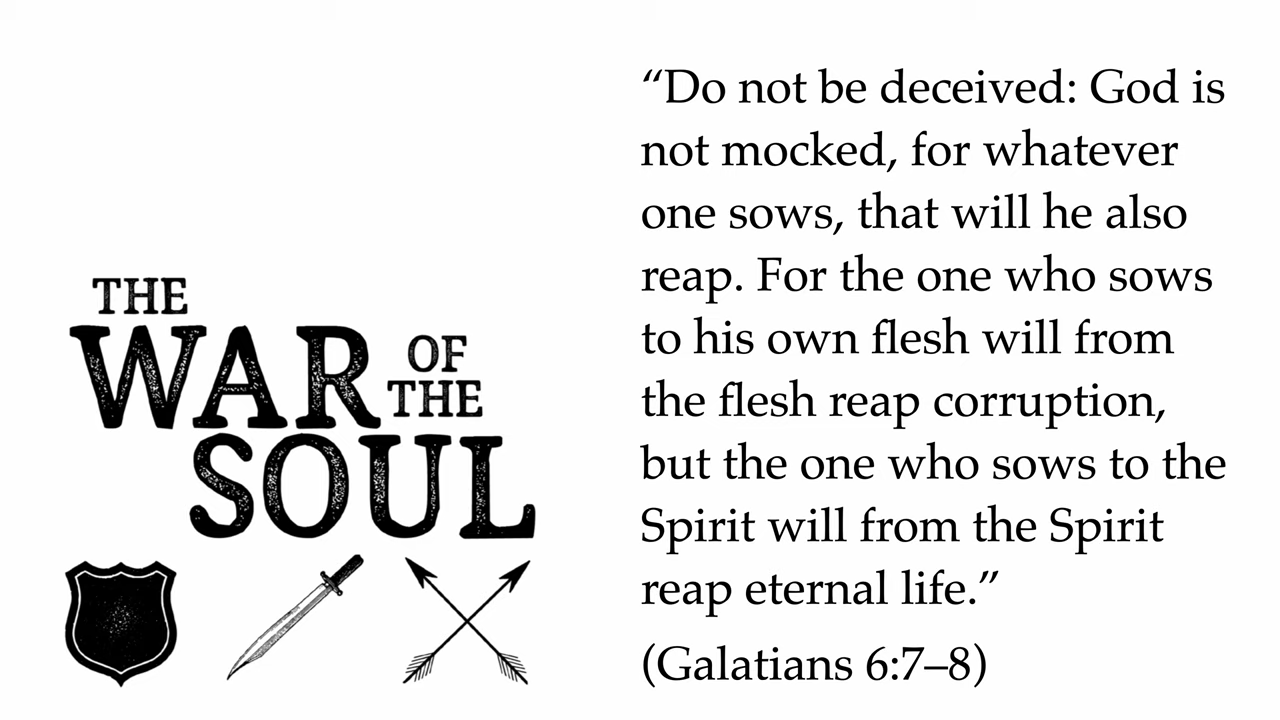 THE
WAR OF
THE
SOUL
“Do not be deceived: God is
not mocked, for whatever
one sows, that will he also
reap. For the one who sows
to his own flesh will from
the flesh reap corruption,
but the one who sows to the
Spirit will from the Spirit
reap eternal life.”
(Galatians 6:7–8)